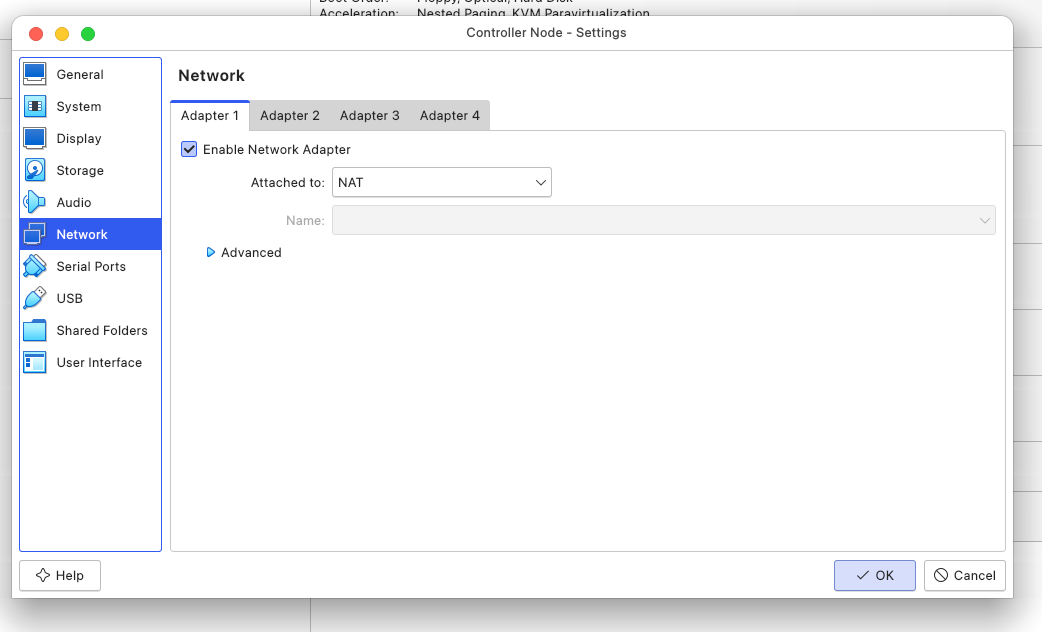 Boot Order: Floppy, Optical, Hard Disk
Acceleration: Nested Paging, KVM Paravirtualization
Controller Node - Settings
General
System
Display
Storage
Audio
Network
Serial Ports
USB
Shared Folders
User Interface
Network
Adapter 1 Adapter 2 Adapter 3 Adapter 4
Enable Network Adapter
Attached to: NAT
Name:
Advanced
Help
OK Cancel